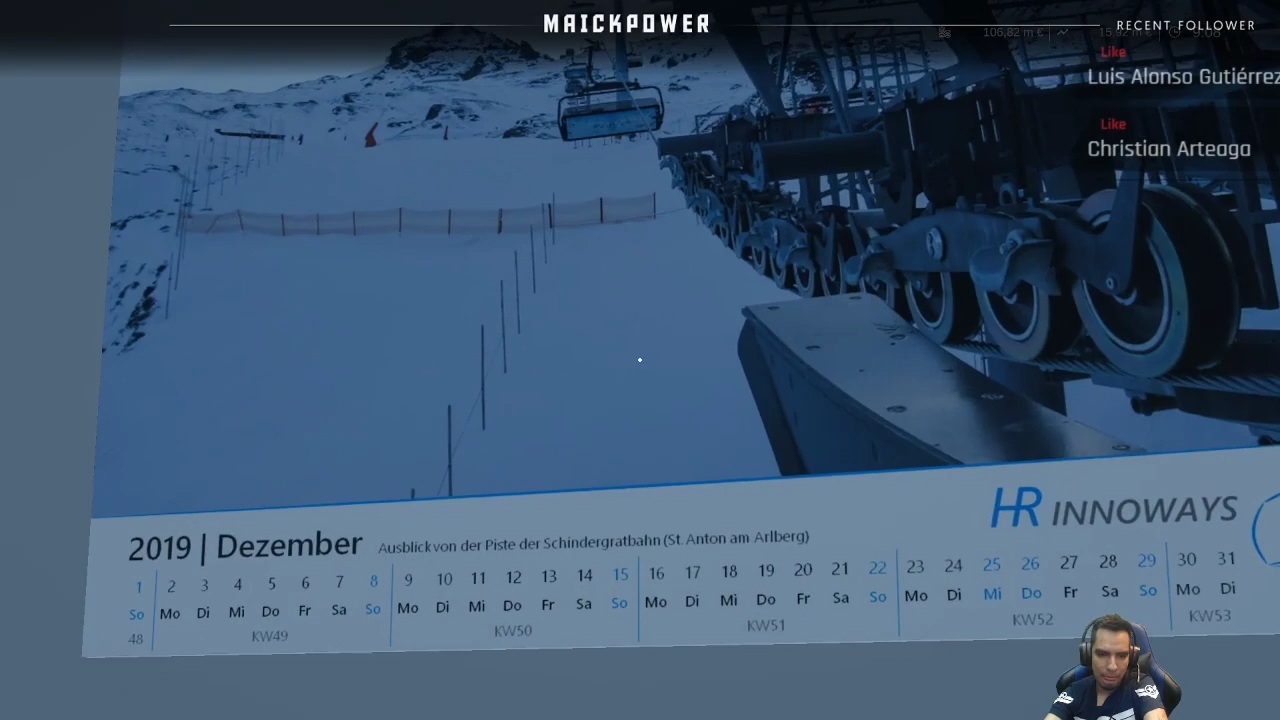 MAICKPOWER
RECENT FOLLOWER
106,82 m €
9:08
Like
Luis Alonso Gutiérrez
Like
Christian Arteaga
HR INNOWAYS
2019 | Dezember
Ausblick von der Piste der Schindergratbahn (St. Anton am Arlberg)
1 2 3 4 5 6 7 8 9 10 11 12 13 14 15 16 17 18 19 20 21 22 23 24 25 26 27 28 29 30 31
So Mo Di Mi Do Fr Sa So Mo Di Mi Do Fr Sa So Mo Di Mi Do Fr Sa So Mo Di Mi Do Fr Sa So Mo Di
48 KW49 KW50 KW51 KW52 KW53